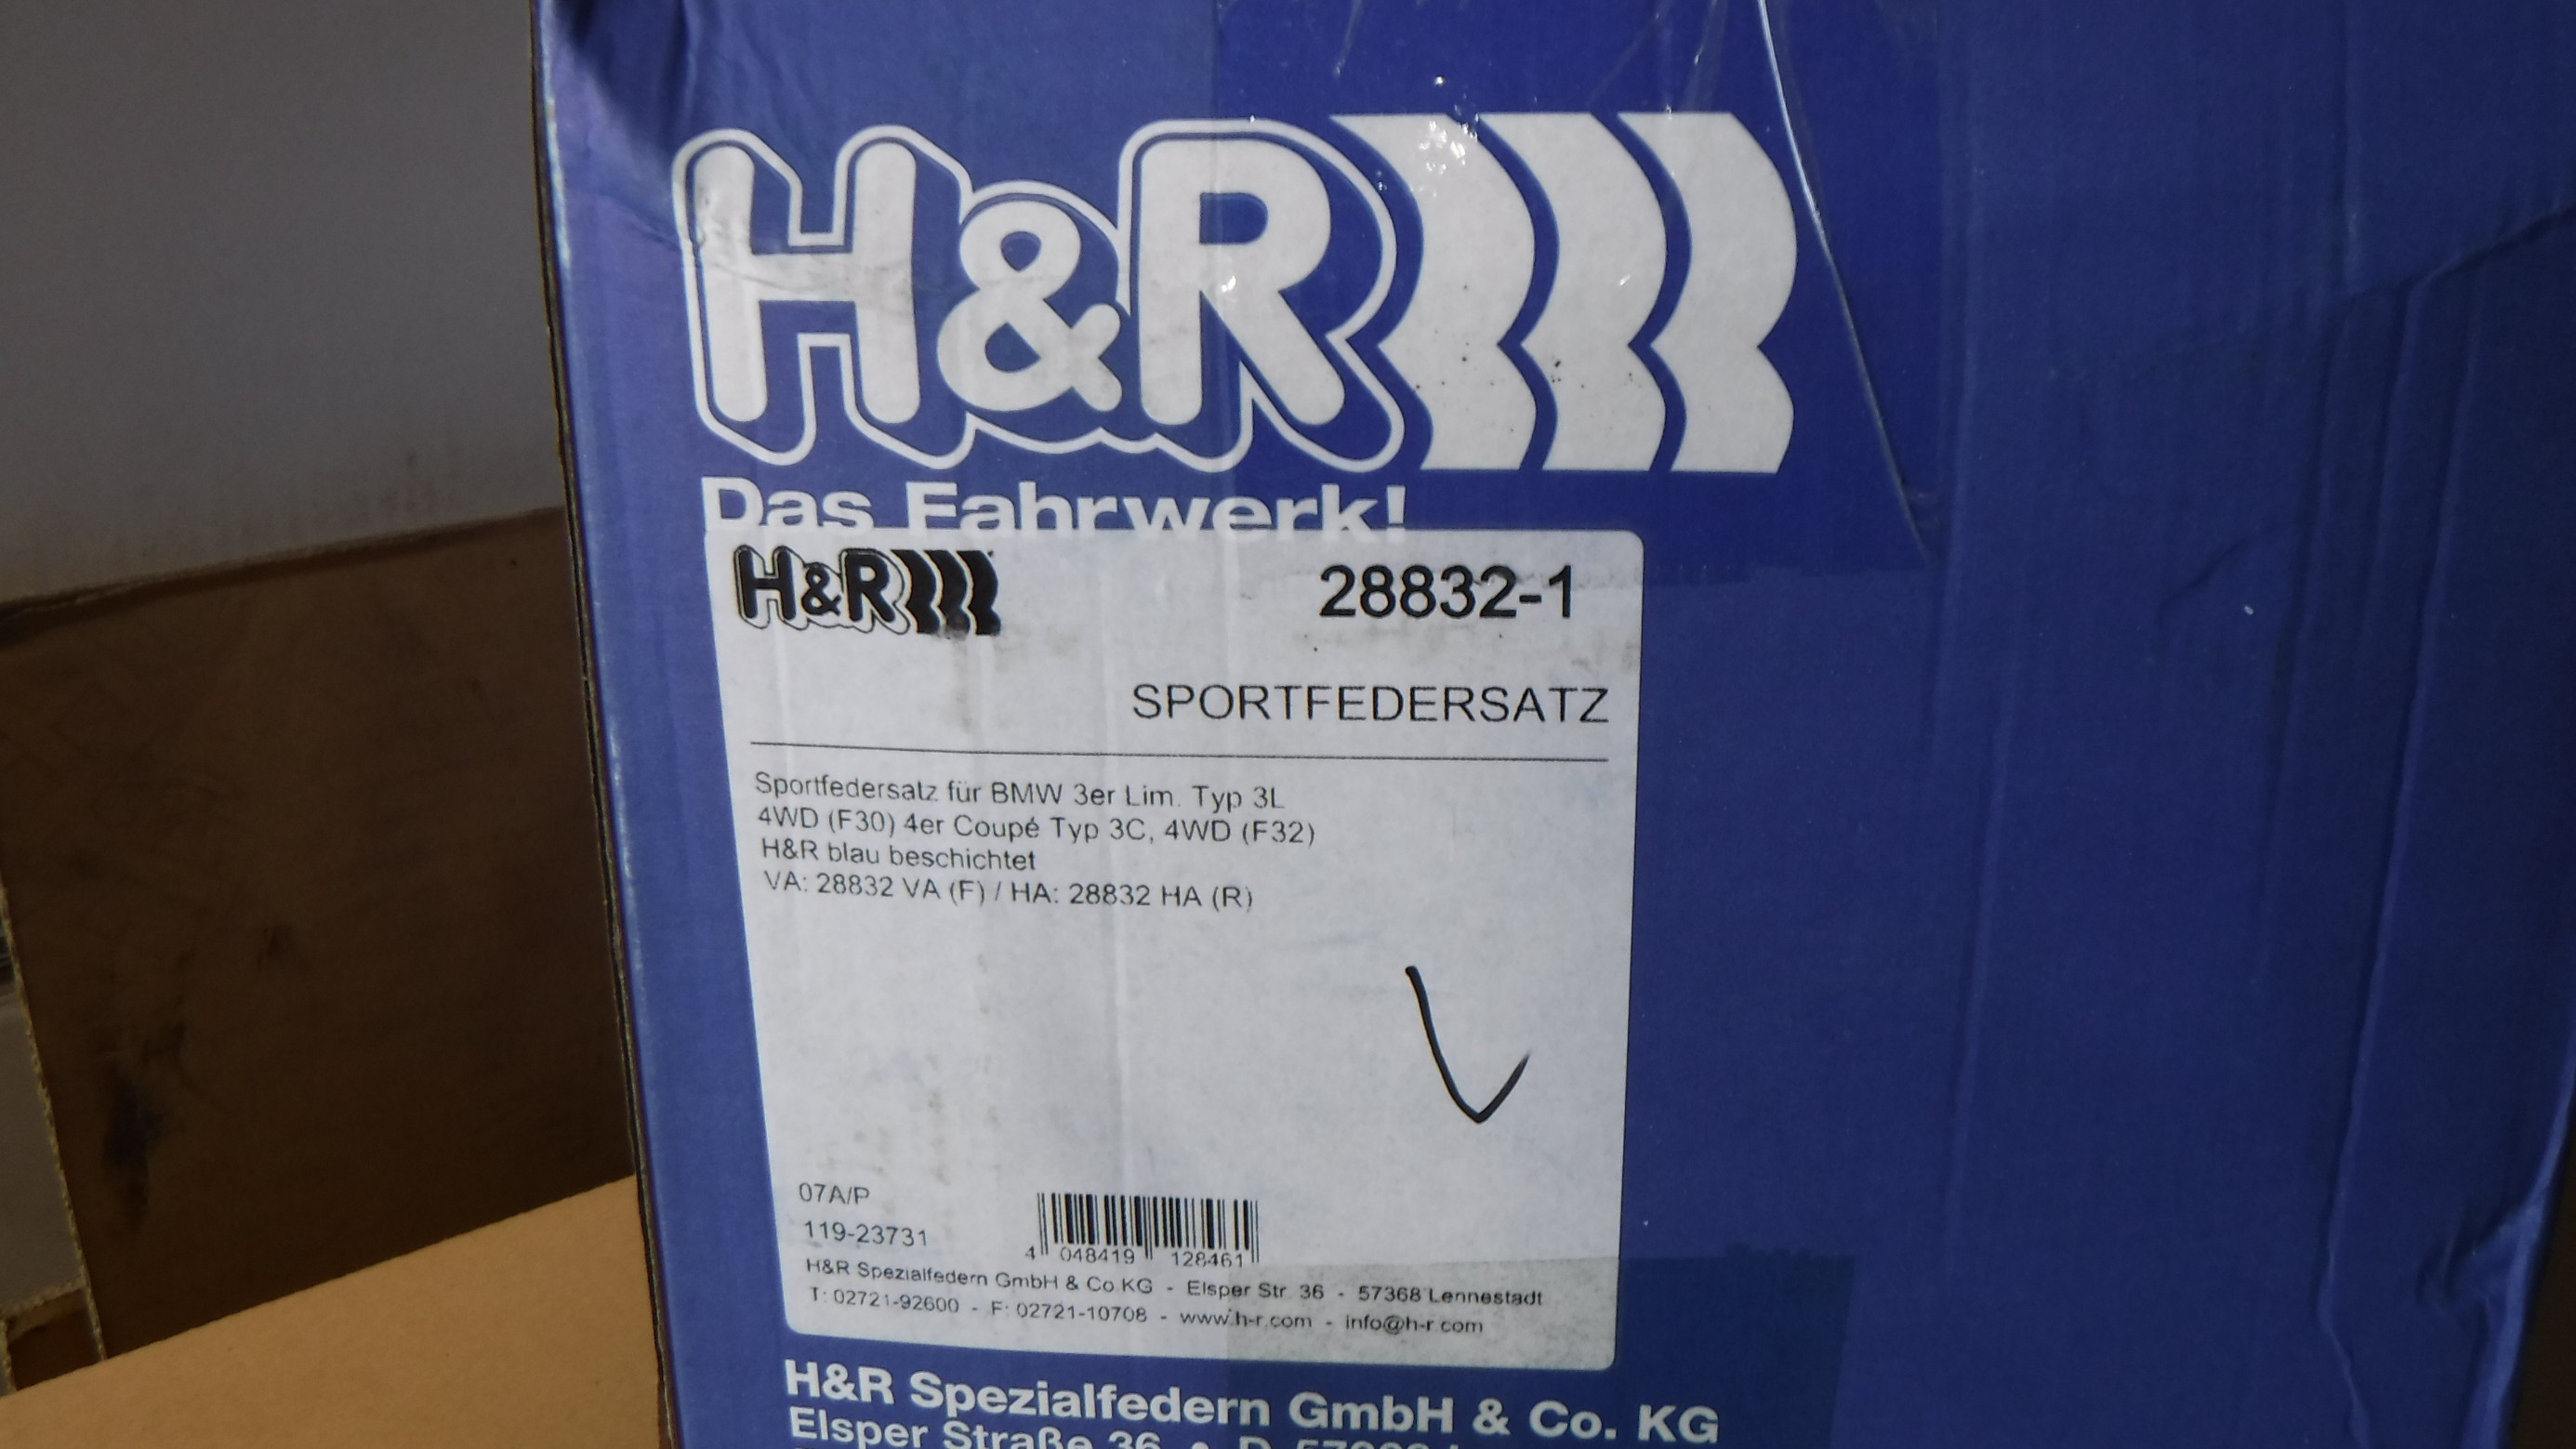 H&R
Das Fahrwerk!
H&R 28832-1
SPORTFEDERSATZ
Sportfedersatz für BMW 3er Lim. Typ 3L
4WD (F30) 4er Coupé Typ 3C, 4WD (F32)
H&R blau beschichtet
VA: 28832 VA (F) / HA: 28832 HA (R)
07A/P
119-23731
4 048419 128461
H&R Spezialfedern GmbH & Co KG - Elsper Str. 36 - 57368 Lennestadt
T: 02721-92600 - F: 02721-10708 - www.h-r.com - info@h-r.com
H&R Spezialfedern GmbH & Co. KG
Elsper Straße 36 • D-